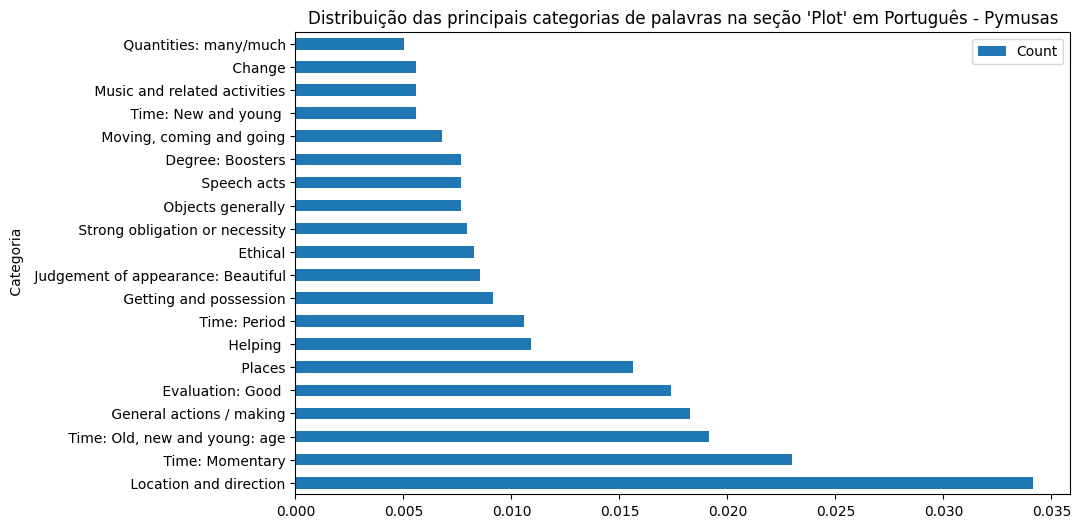 Distribuição das principais categorias de palavras na seção 'Plot' em Português - Pymusas
Count
Categoria
Quantities: many/much
Change
Music and related activities
Time: New and young
Moving, coming and going
Degree: Boosters
Speech acts
Objects generally
Strong obligation or necessity
Ethical
Judgement of appearance: Beautiful
Getting and possession
Time: Period
Helping
Places
Evaluation: Good
General actions / making
Time: Old, new and young: age
Time: Momentary
Location and direction
0.000 0.005 0.010 0.015 0.020 0.025 0.030 0.035